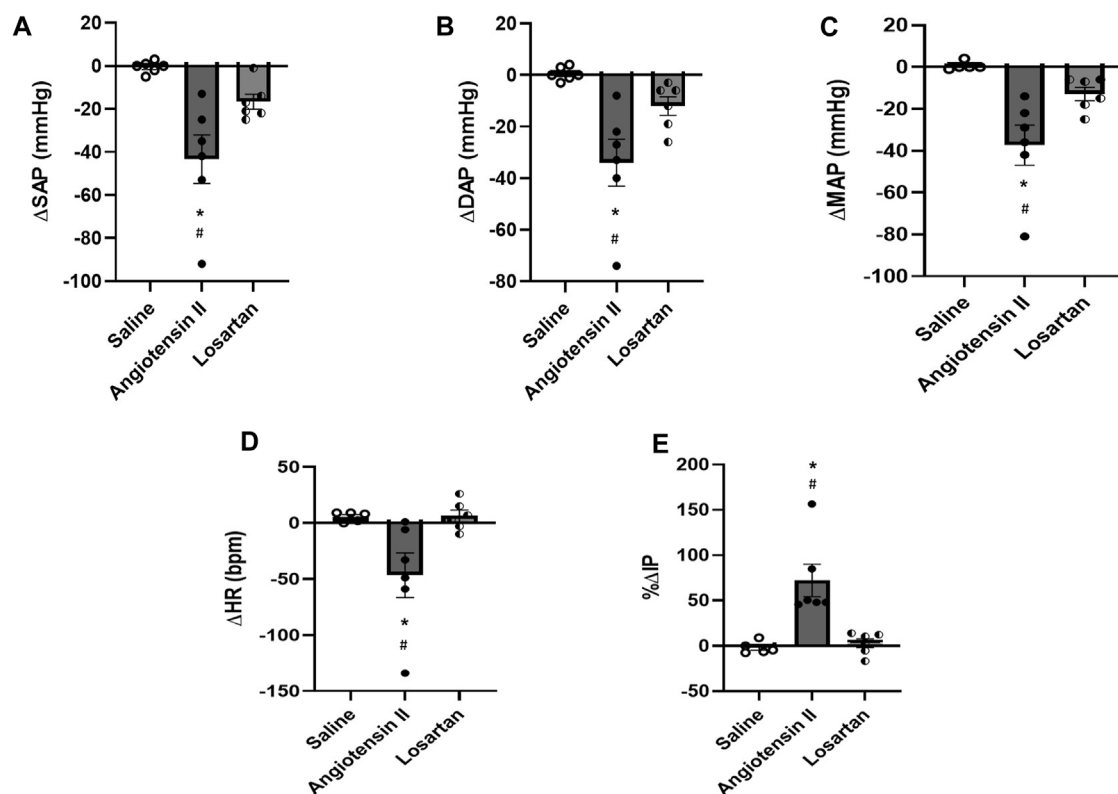 A
ΔSAP (mmHg)
20
0
-20
-40
-60
-80
-100
*
#
Saline
Angiotensin II
Losartan
B
ΔDAP (mmHg)
20
0
-20
-40
-60
-80
*
#
Saline
Angiotensin II
Losartan
C
ΔMAP (mmHg)
20
0
-20
-40
-60
-80
-100
*
#
Saline
Angiotensin II
Losartan
D
ΔHR (bpm)
50
0
-50
-100
-150
*
#
Saline
Angiotensin II
Losartan
E
%ΔIP
200
150
100
50
0
-50
*
#
Saline
Angiotensin II
Losartan